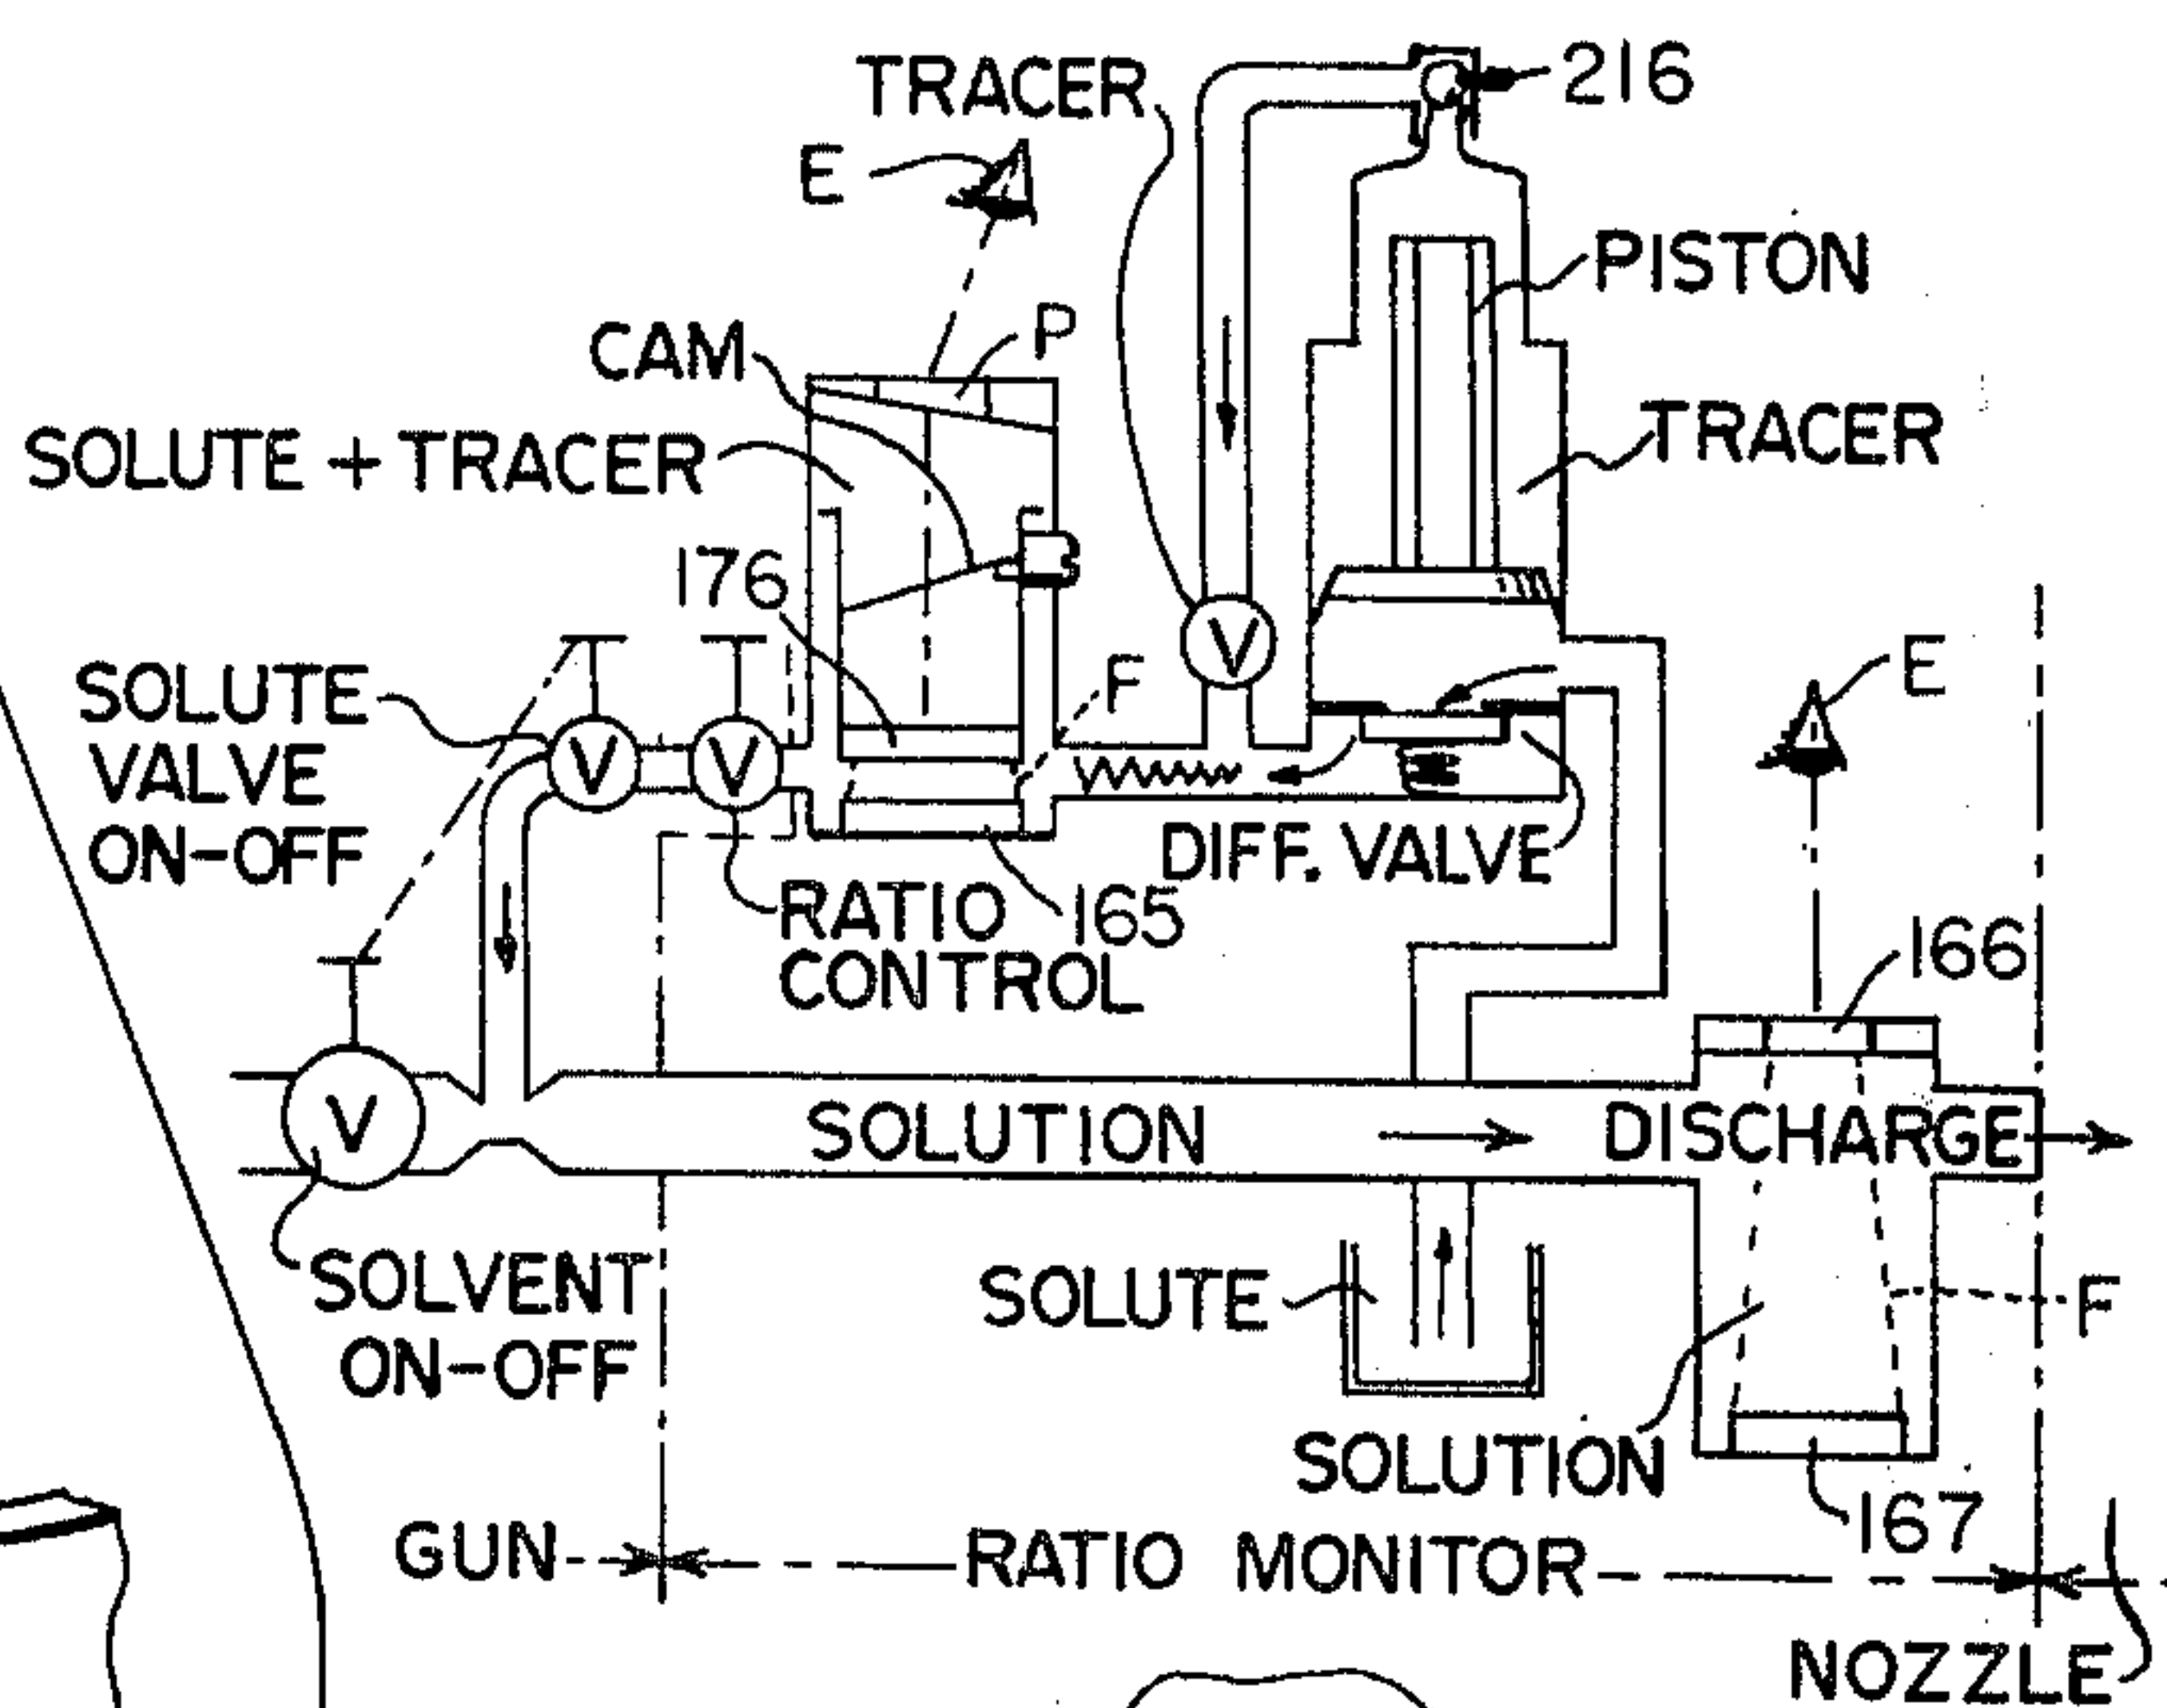 TRACER
216
E
PISTON
P
CAM
TRACER
SOLUTE + TRACER
176
V
F
E
SOLUTE
VALVE
ON-OFF
V
V
DIFF. VALVE
RATIO
CONTROL
165
166
V
SOLUTION
DISCHARGE
SOLVENT
ON-OFF
SOLUTE
F
SOLUTION
167
GUN
RATIO MONITOR
NOZZLE